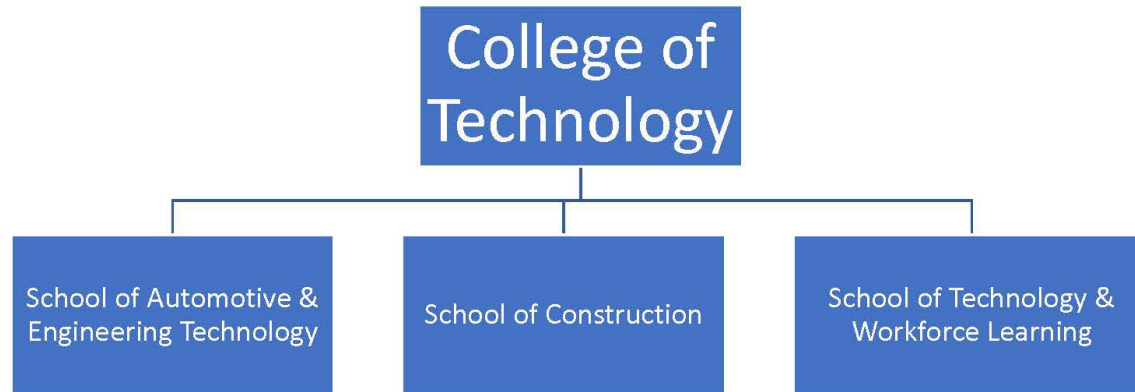 College of
Technology
School of Automotive &
Engineering Technology
School of Construction
School of Technology &
Workforce Learning